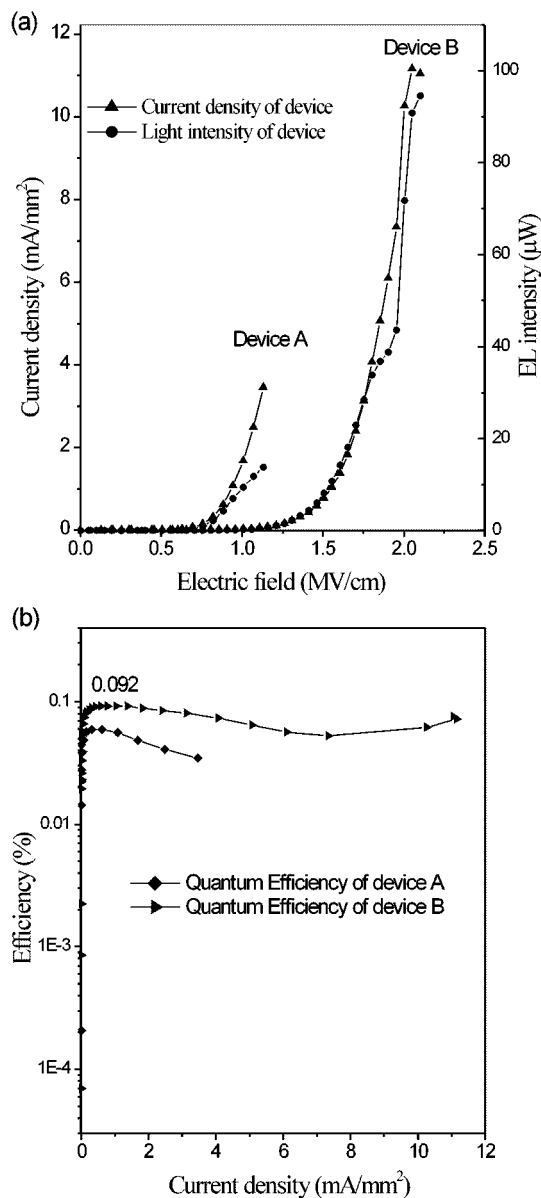 (a)
12
10
8
6
4
2
0
Current density (mA/mm²)
100
80
60
40
20
0
EL intensity (μW)
Device B
Current density of device
Light intensity of device
Device A
0.0 0.5 1.0 1.5 2.0 2.5
Electric field (MV/cm)
(b)
0.1
0.01
1E-3
1E-4
Efficiency (%)
0.092
Quantum Efficiency of device A
Quantum Efficiency of device B
0 2 4 6 8 10 12
Current density (mA/mm²)